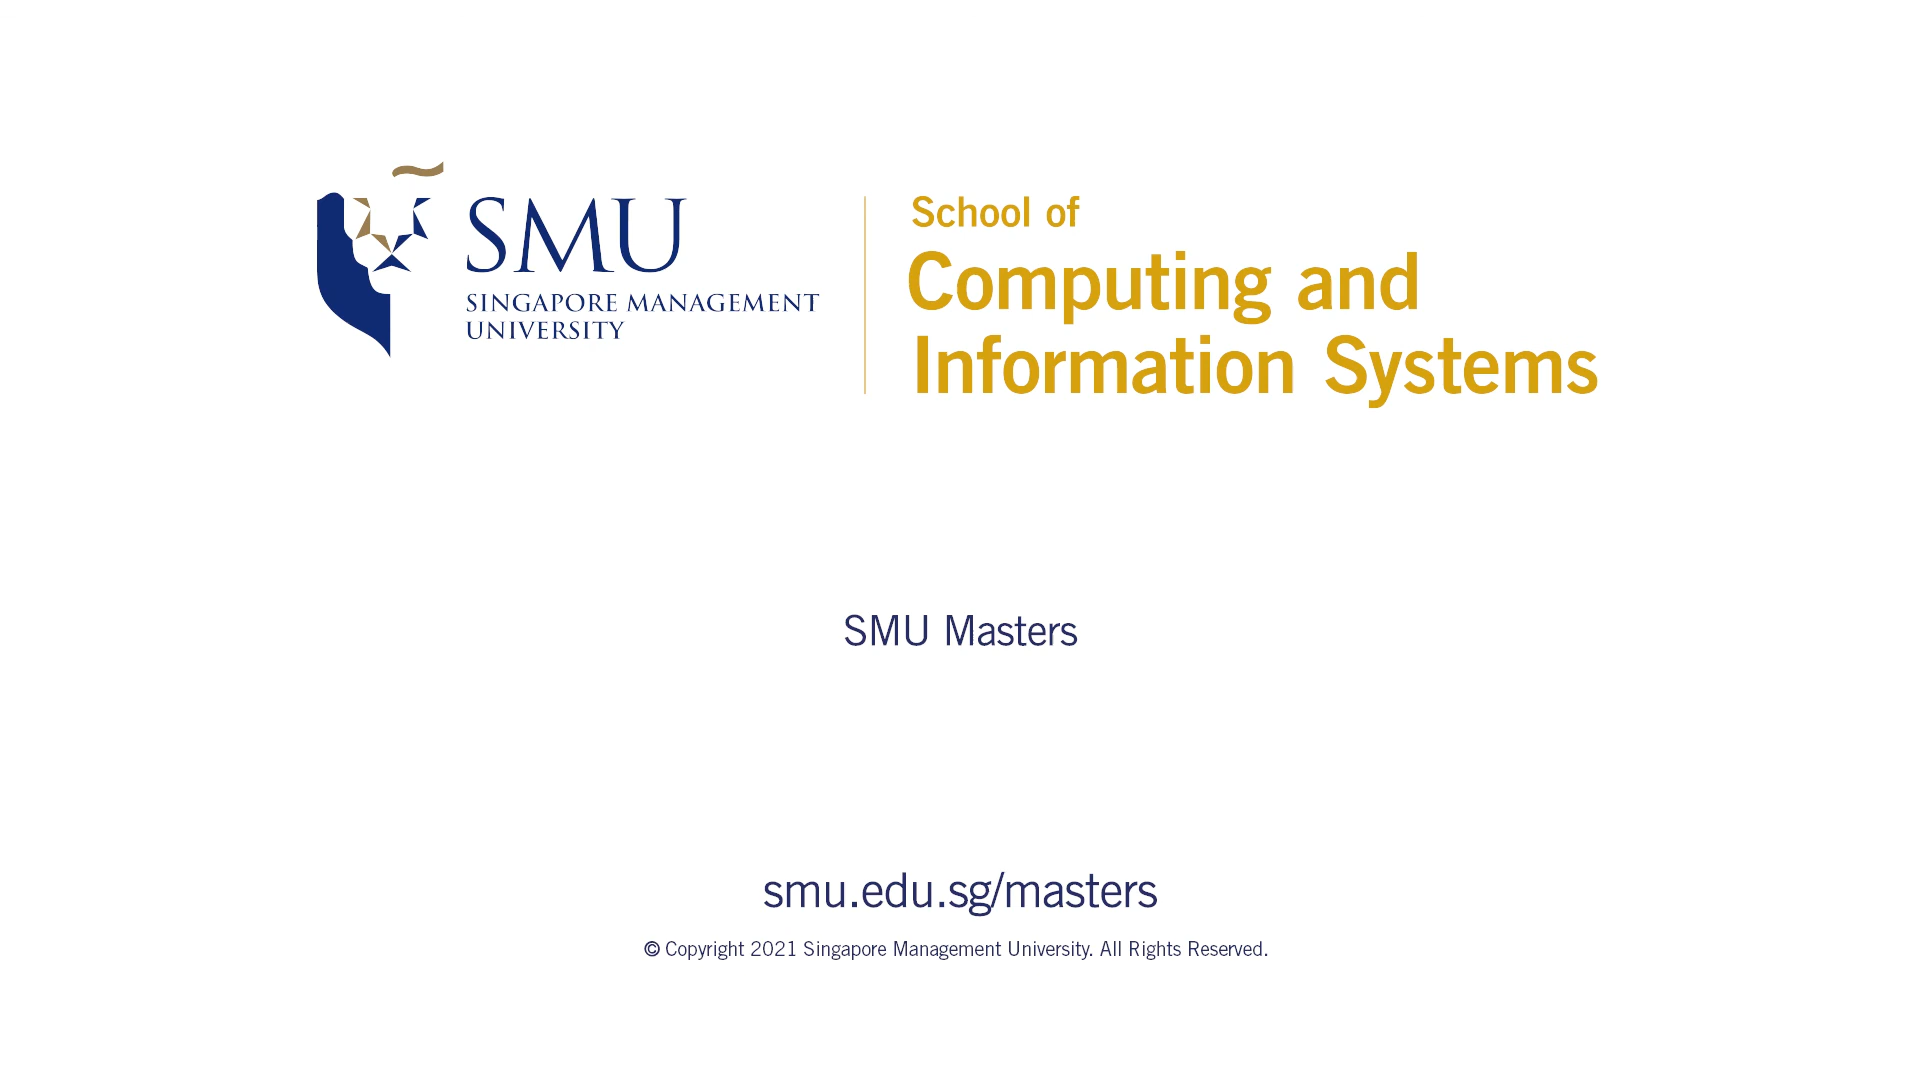 SMU
SINGAPORE MANAGEMENT
UNIVERSITY
School of
Computing and
Information Systems
SMU Masters
smu.edu.sg/masters
© Copyright 2021 Singapore Management University. All Rights Reserved.